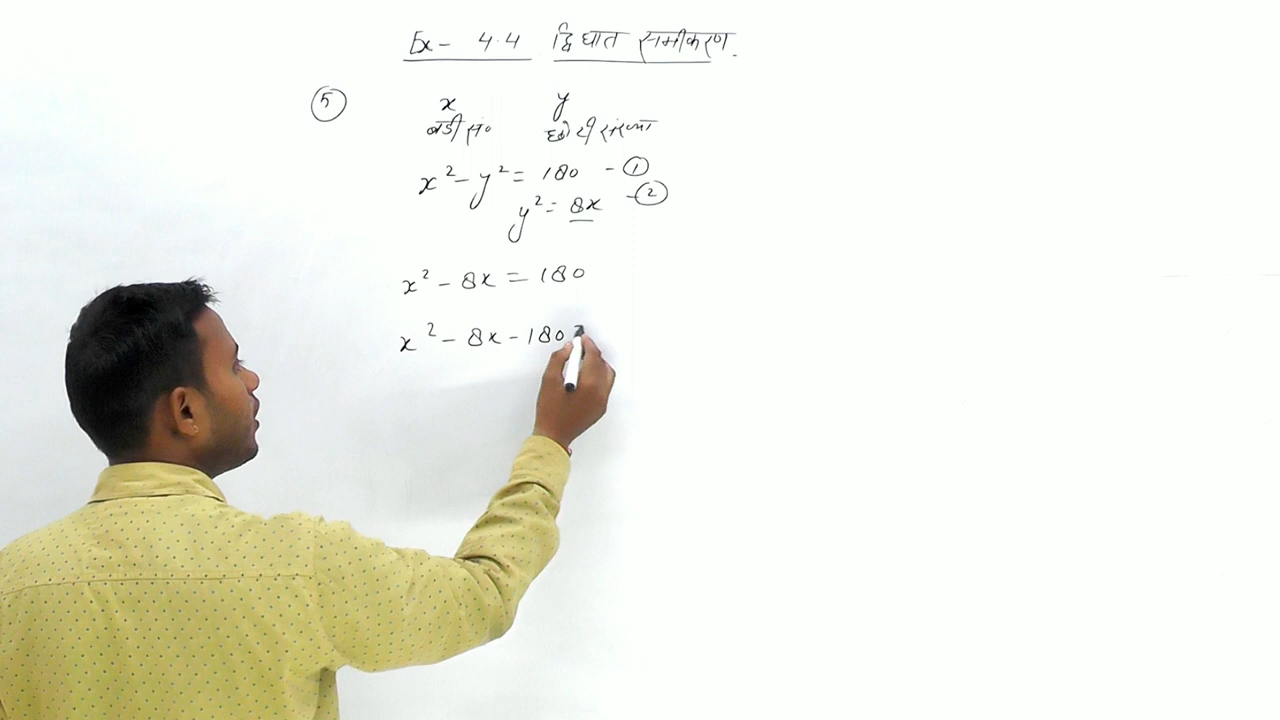 Ex- 4.4 द्विघात समीकरण.
5
x y
बडी सं० छोटी संख्या
x² - y² = 180 - 1
y² = 8x - 2
x² - 8x = 180
x² - 8x - 180